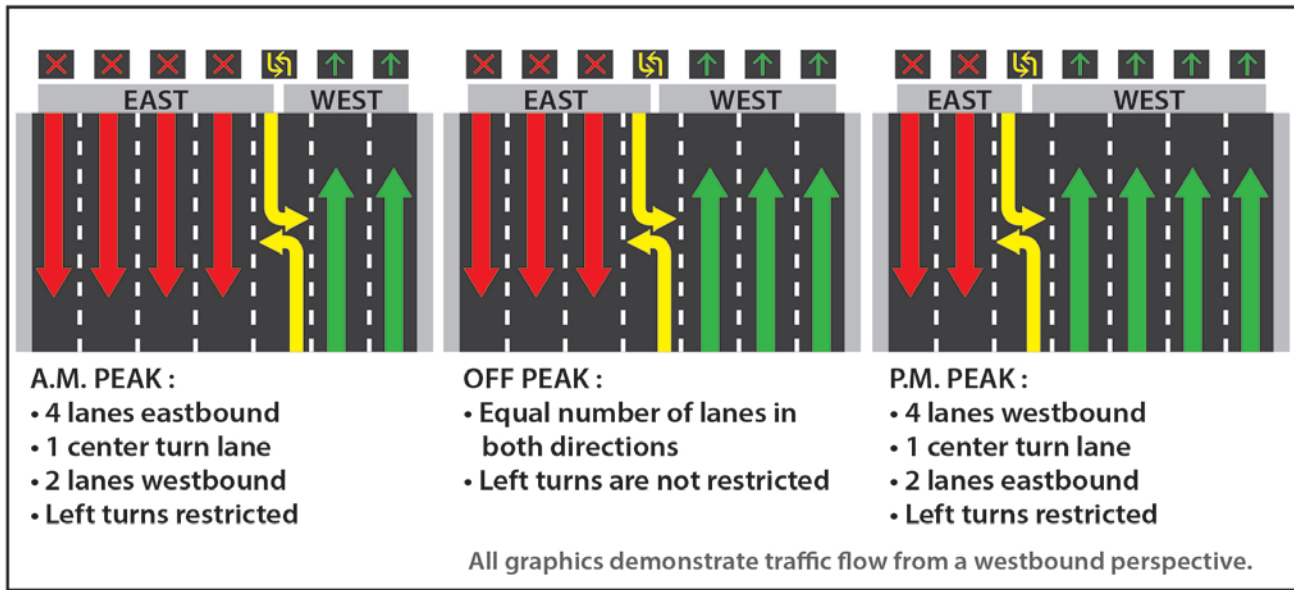 EAST WEST
EAST WEST
EAST WEST
A.M. PEAK :
• 4 lanes eastbound
• 1 center turn lane
• 2 lanes westbound
• Left turns restricted
OFF PEAK :
• Equal number of lanes in
both directions
• Left turns are not restricted
P.M. PEAK :
• 4 lanes westbound
• 1 center turn lane
• 2 lanes eastbound
• Left turns restricted
All graphics demonstrate traffic flow from a westbound perspective.